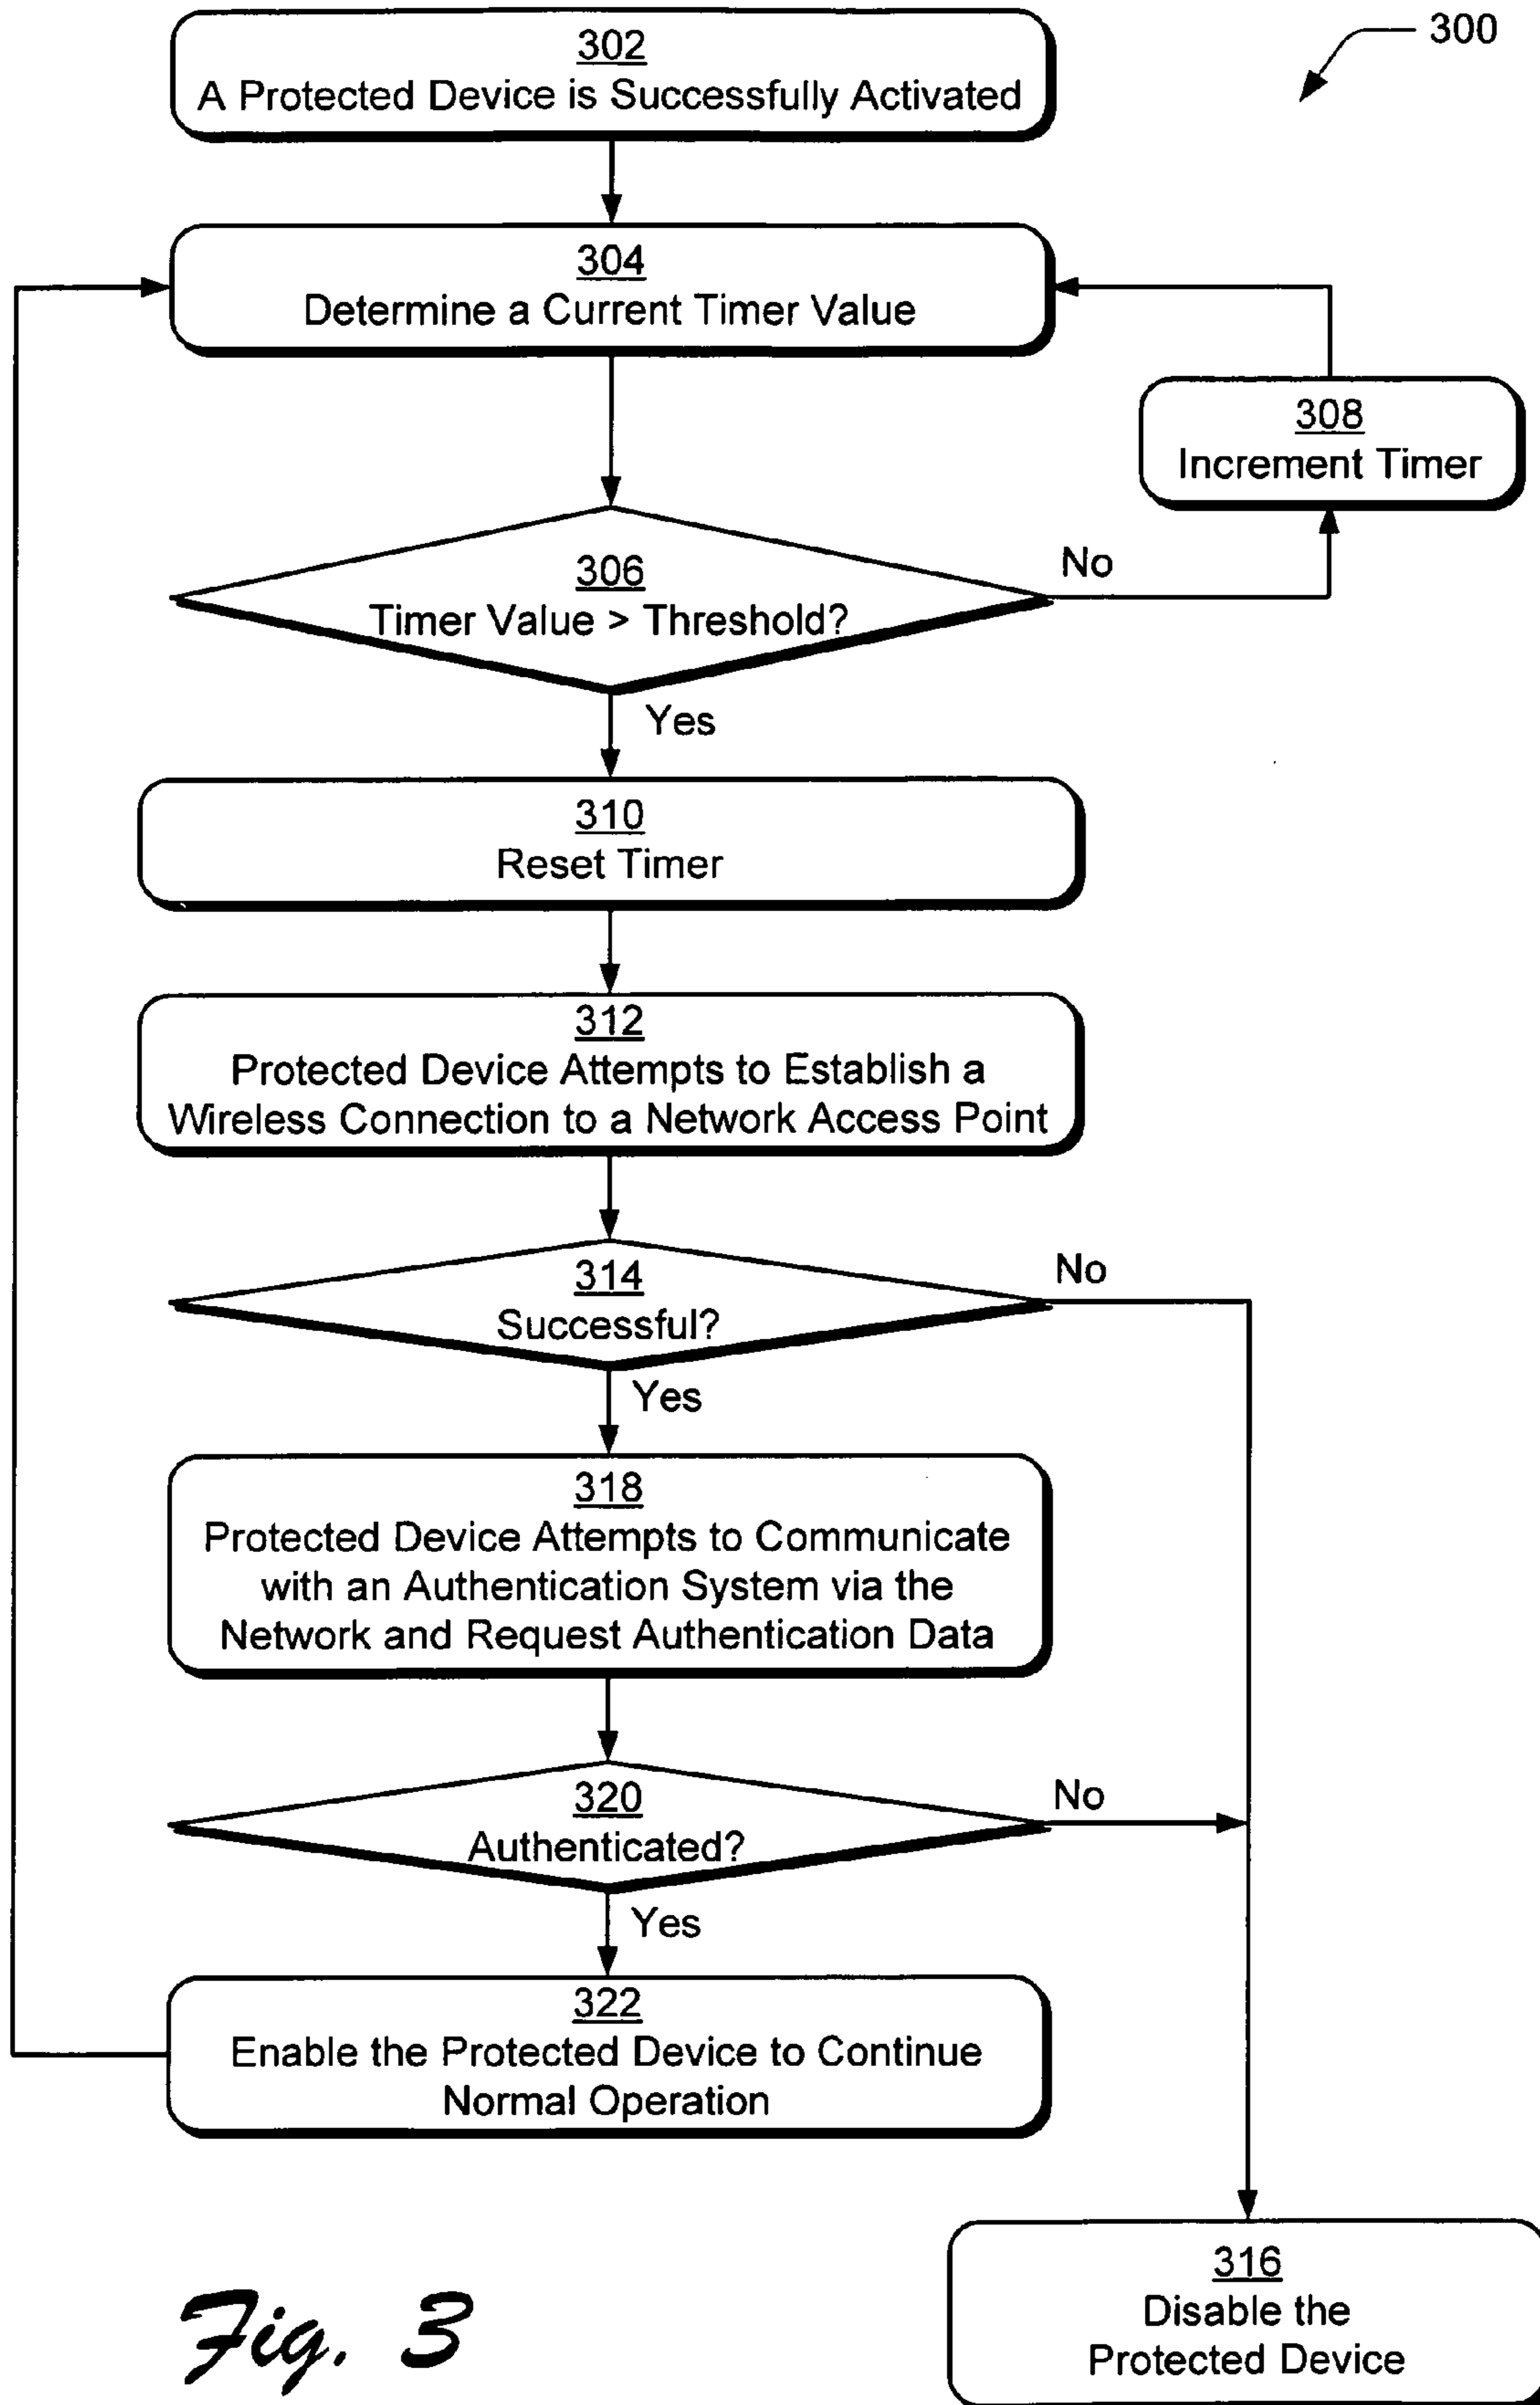 300
302
A Protected Device is Successfully Activated
304
Determine a Current Timer Value
308
Increment Timer
306
Timer Value > Threshold?
No
Yes
310
Reset Timer
312
Protected Device Attempts to Establish a
Wireless Connection to a Network Access Point
314
Successful?
No
Yes
318
Protected Device Attempts to Communicate
with an Authentication System via the
Network and Request Authentication Data
320
Authenticated?
No
Yes
322
Enable the Protected Device to Continue
Normal Operation
316
Disable the
Protected Device
Fig. 3